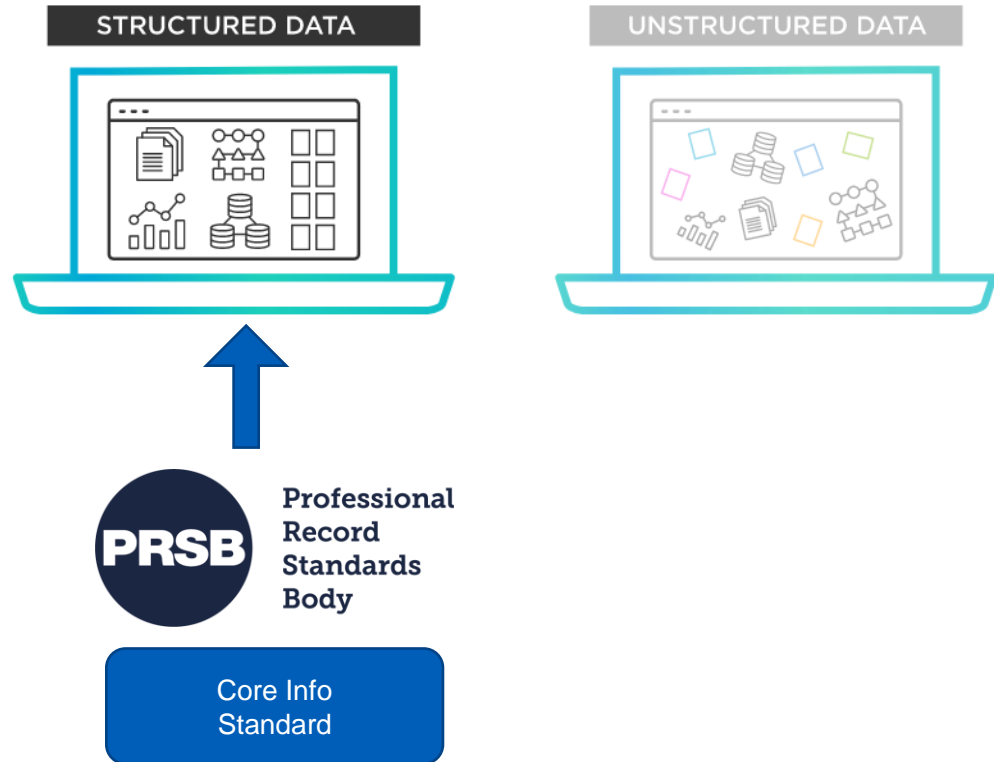 STRUCTURED DATA
UNSTRUCTURED DATA
PRSB
Professional
Record
Standards
Body
Core Info
Standard